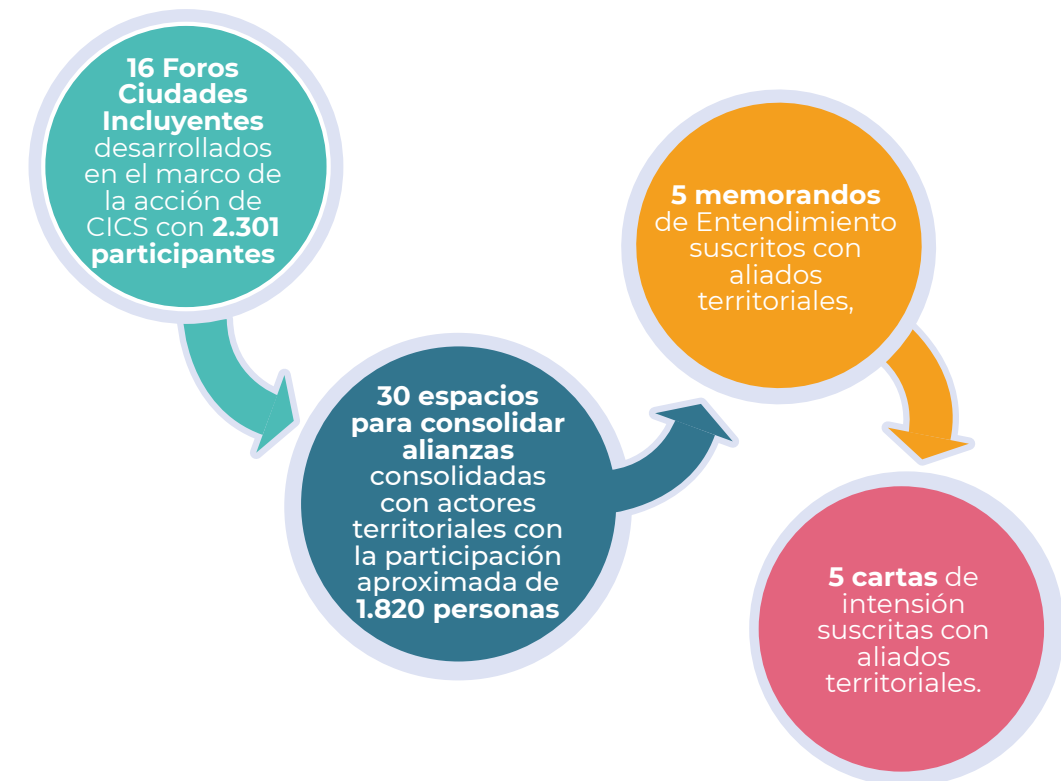 16 Foros
Ciudades
Incluyentes
desarrollados
en el marco de
la acción de
CICS con 2.301
participantes
30 espacios
para consolidar
alianzas
consolidadas
con actores
territoriales con
la participación
aproximada de
1.820 personas
5 memorandos
de Entendimiento
suscritos con
aliados
territoriales,
5 cartas de
intensión
suscritas con
aliados
territoriales.